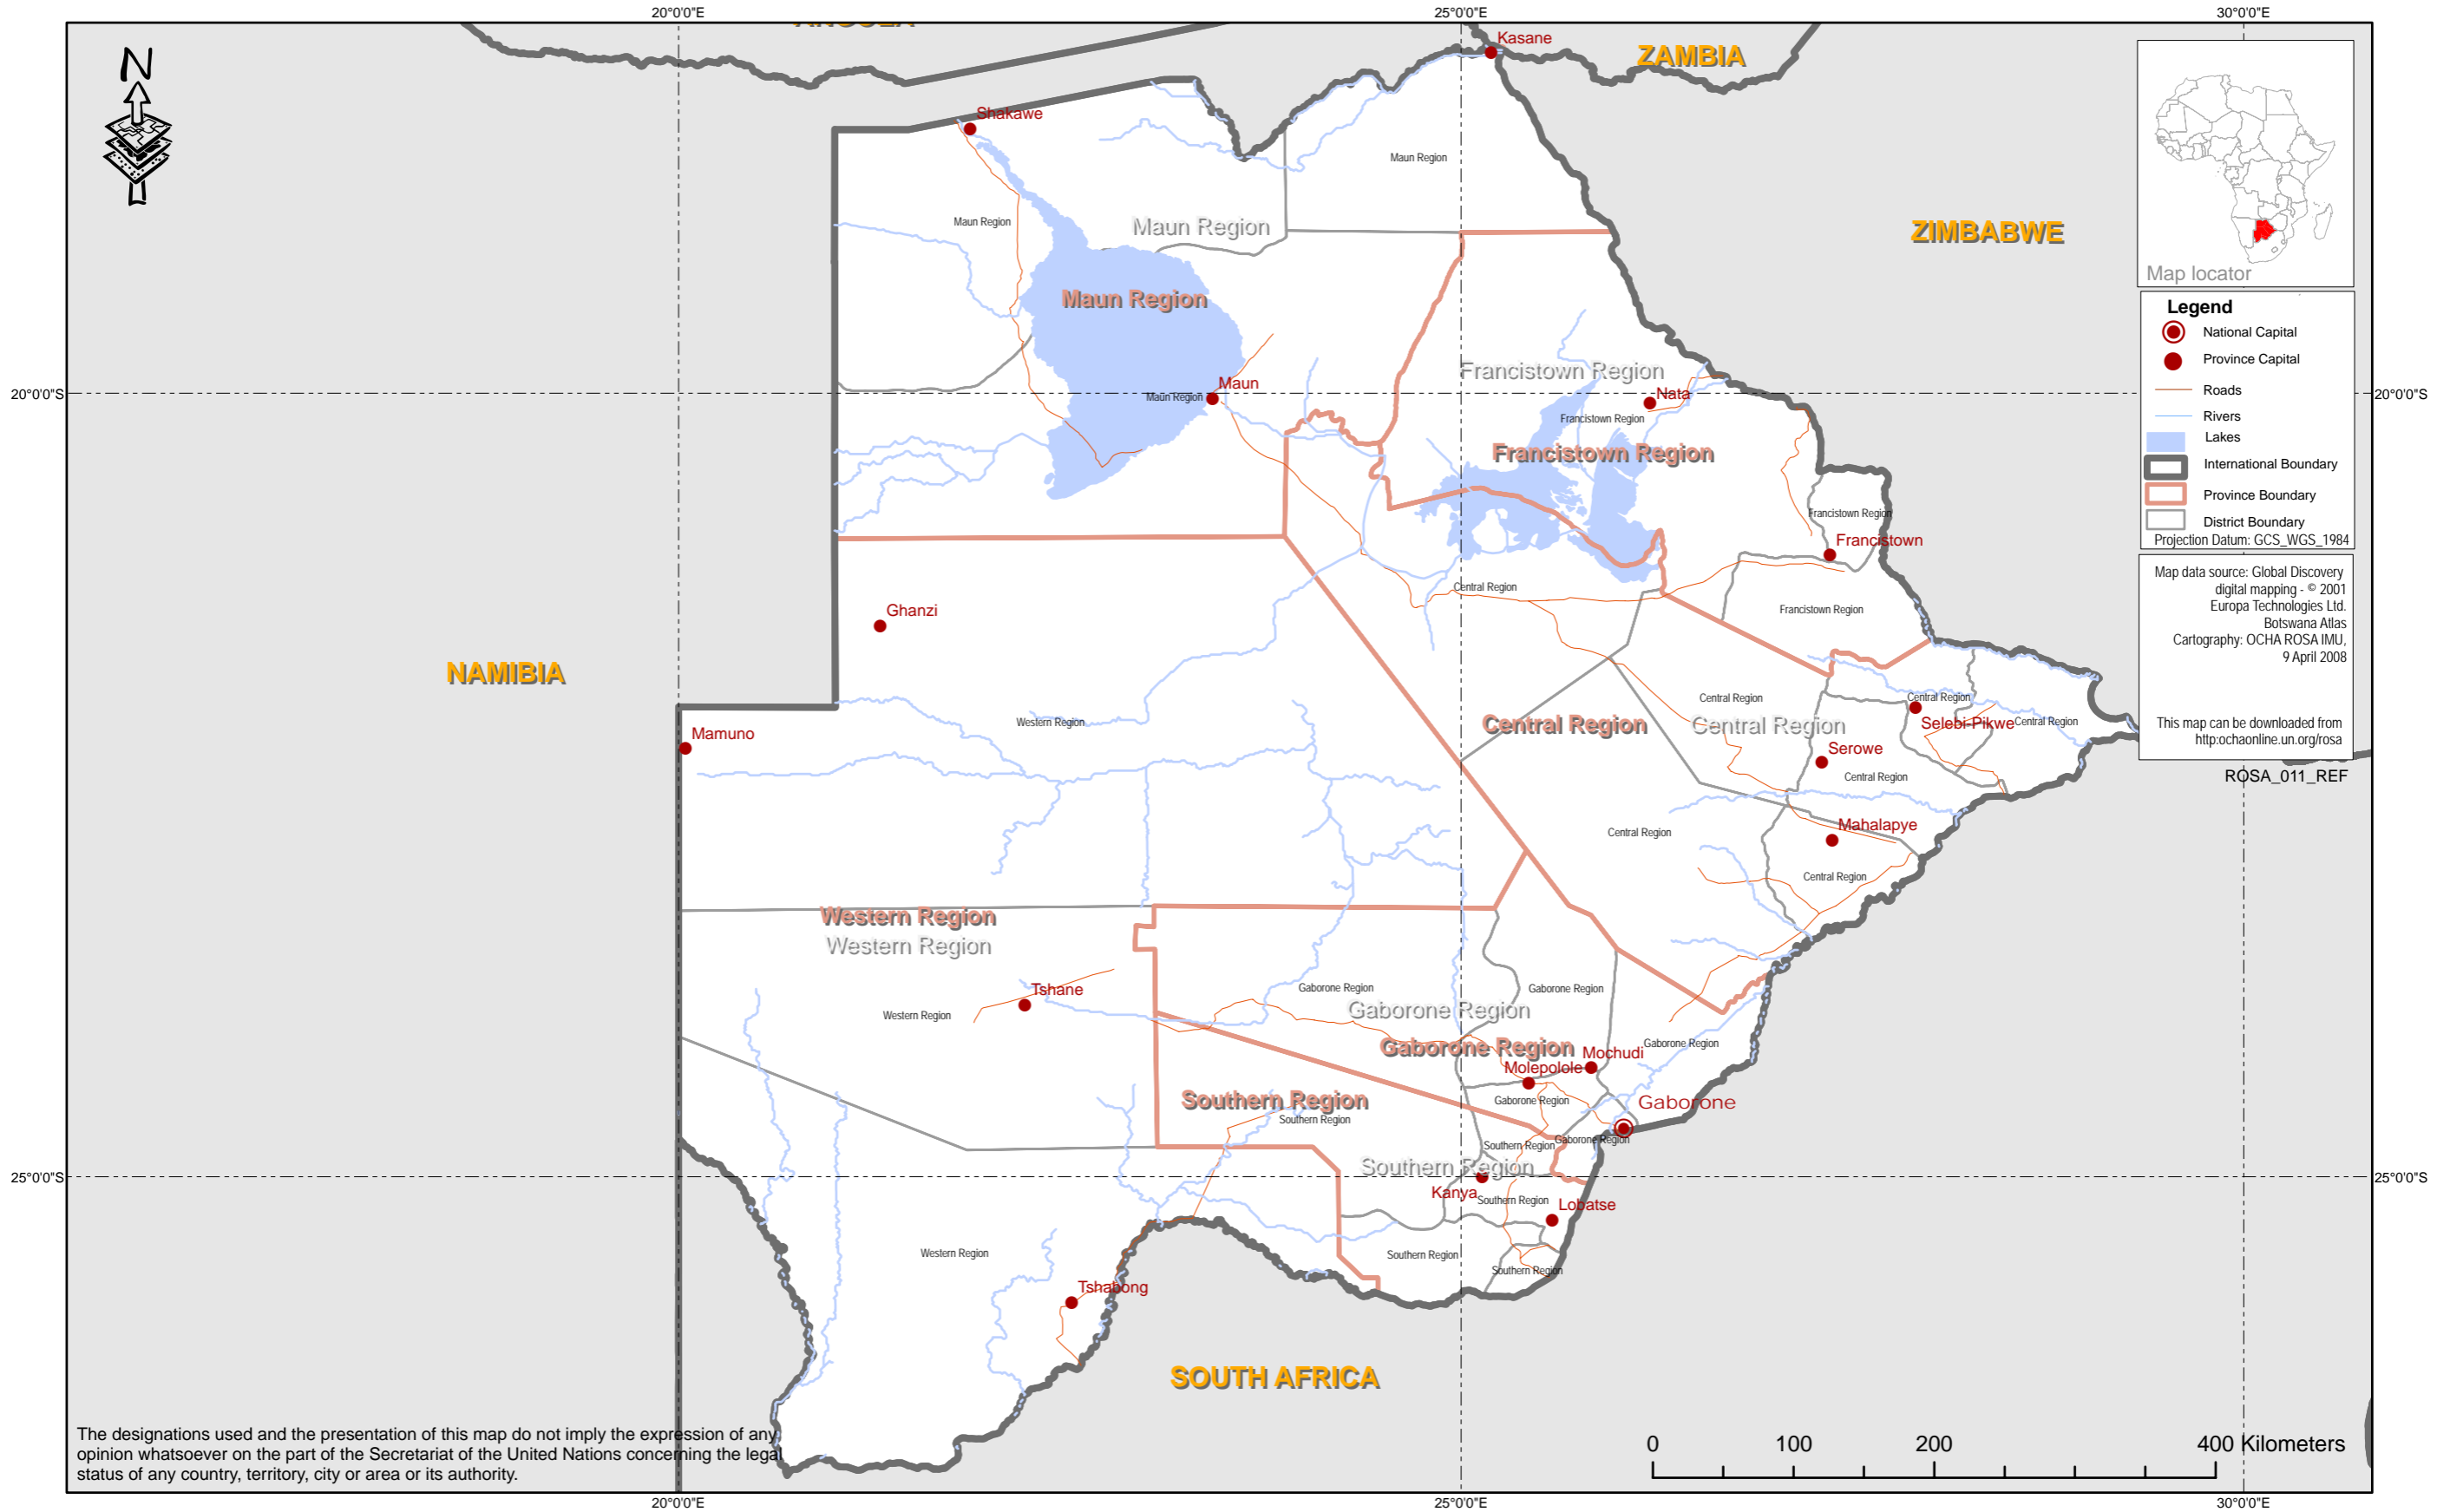 20°0'0"E
25°0'0"E
30°0'0"E
ANGOLA
N
Kasane
ZAMBIA
Shakawe
Maun Region
Maun Region
Maun Region
ZIMBABWE
Map locator
Maun Region
Legend
National Capital
Province Capital
Roads
Rivers
Lakes
International Boundary
Province Boundary
District Boundary
Projection Datum: GCS_WGS_1984
Francistown Region
20°0'0"S
20°0'0"S
Maun
Maun Region
Nata
Francistown Region
Francistown Region
Francistown Region
Francistown
Map data source: Global Discovery
digital mapping - © 2001
Europa Technologies Ltd.
Botswana Atlas
Cartography: OCHA ROSA IMU,
9 April 2008
This map can be downloaded from
http:ochaonline.un.org/rosa
ROSA_011_REF
Central Region
Ghanzi
Francistown Region
NAMIBIA
Central Region
Central Region
Western Region
Central Region
Central Region
Selebi-Pikwe
Central Region
Mamuno
Serowe
Central Region
Mahalapye
Central Region
Central Region
Western Region
Western Region
Tshane
Western Region
Gaborone Region
Gaborone Region
Gaborone Region
Gaborone Region
Gaborone Region
Mochudi
Molepolole
Gaborone Region
Southern Region
Southern Region
Gaborone
Gaborone Region
Southern Region
Southern Region
25°0'0"S
25°0'0"S
Kanya
Southern Region
Lobatse
Western Region
Southern Region
Southern Region
Tshabong
SOUTH AFRICA
The designations used and the presentation of this map do not imply the expression of any
opinion whatsoever on the part of the Secretariat of the United Nations concerning the legal
status of any country, territory, city or area or its authority.
0 100 200 400 Kilometers
20°0'0"E
25°0'0"E
30°0'0"E